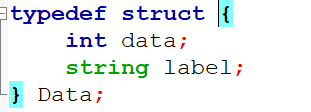 typedef struct {
    int data;
    string label;
} Data;